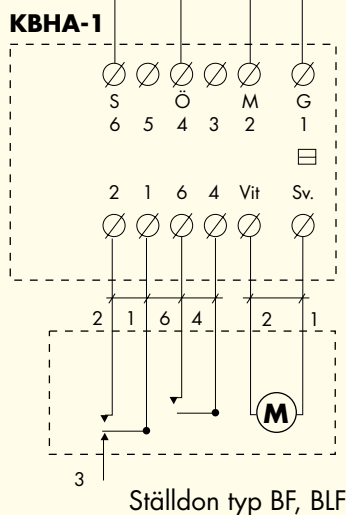 KBHA-1
S Ö M G
6 5 4 3 2 1
2 1 6 4 Vit Sv.
2 1 6 4 2 1
M
3
Ställdon typ BF, BLF